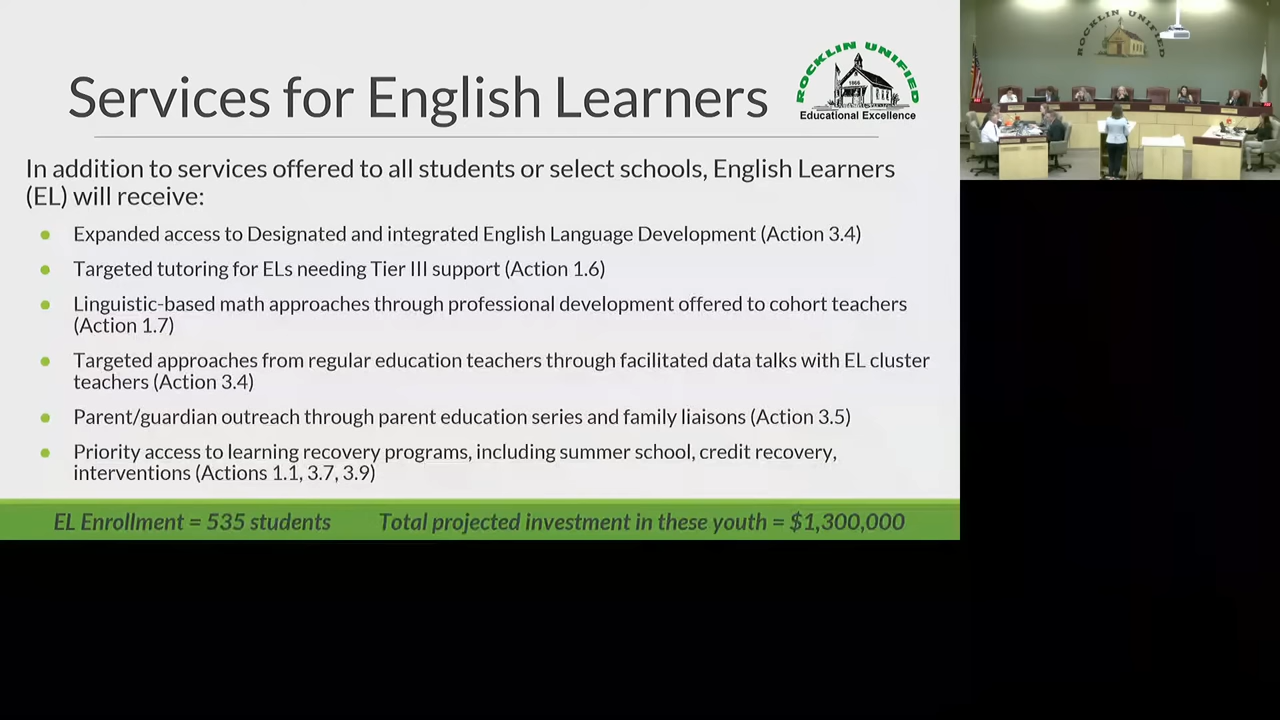 Services for English Learners
ROCKLIN UNIFIED
1866
Educational Excellence
In addition to services offered to all students or select schools, English Learners
(EL) will receive:
Expanded access to Designated and integrated English Language Development (Action 3.4)
Targeted tutoring for ELs needing Tier III support (Action 1.6)
Linguistic-based math approaches through professional development offered to cohort teachers
(Action 1.7)
Targeted approaches from regular education teachers through facilitated data talks with EL cluster
teachers (Action 3.4)
Parent/guardian outreach through parent education series and family liaisons (Action 3.5)
Priority access to learning recovery programs, including summer school, credit recovery,
interventions (Actions 1.1, 3.7, 3.9)
EL Enrollment = 535 students Total projected investment in these youth = $1,300,000
ROCKLIN UNIFIED